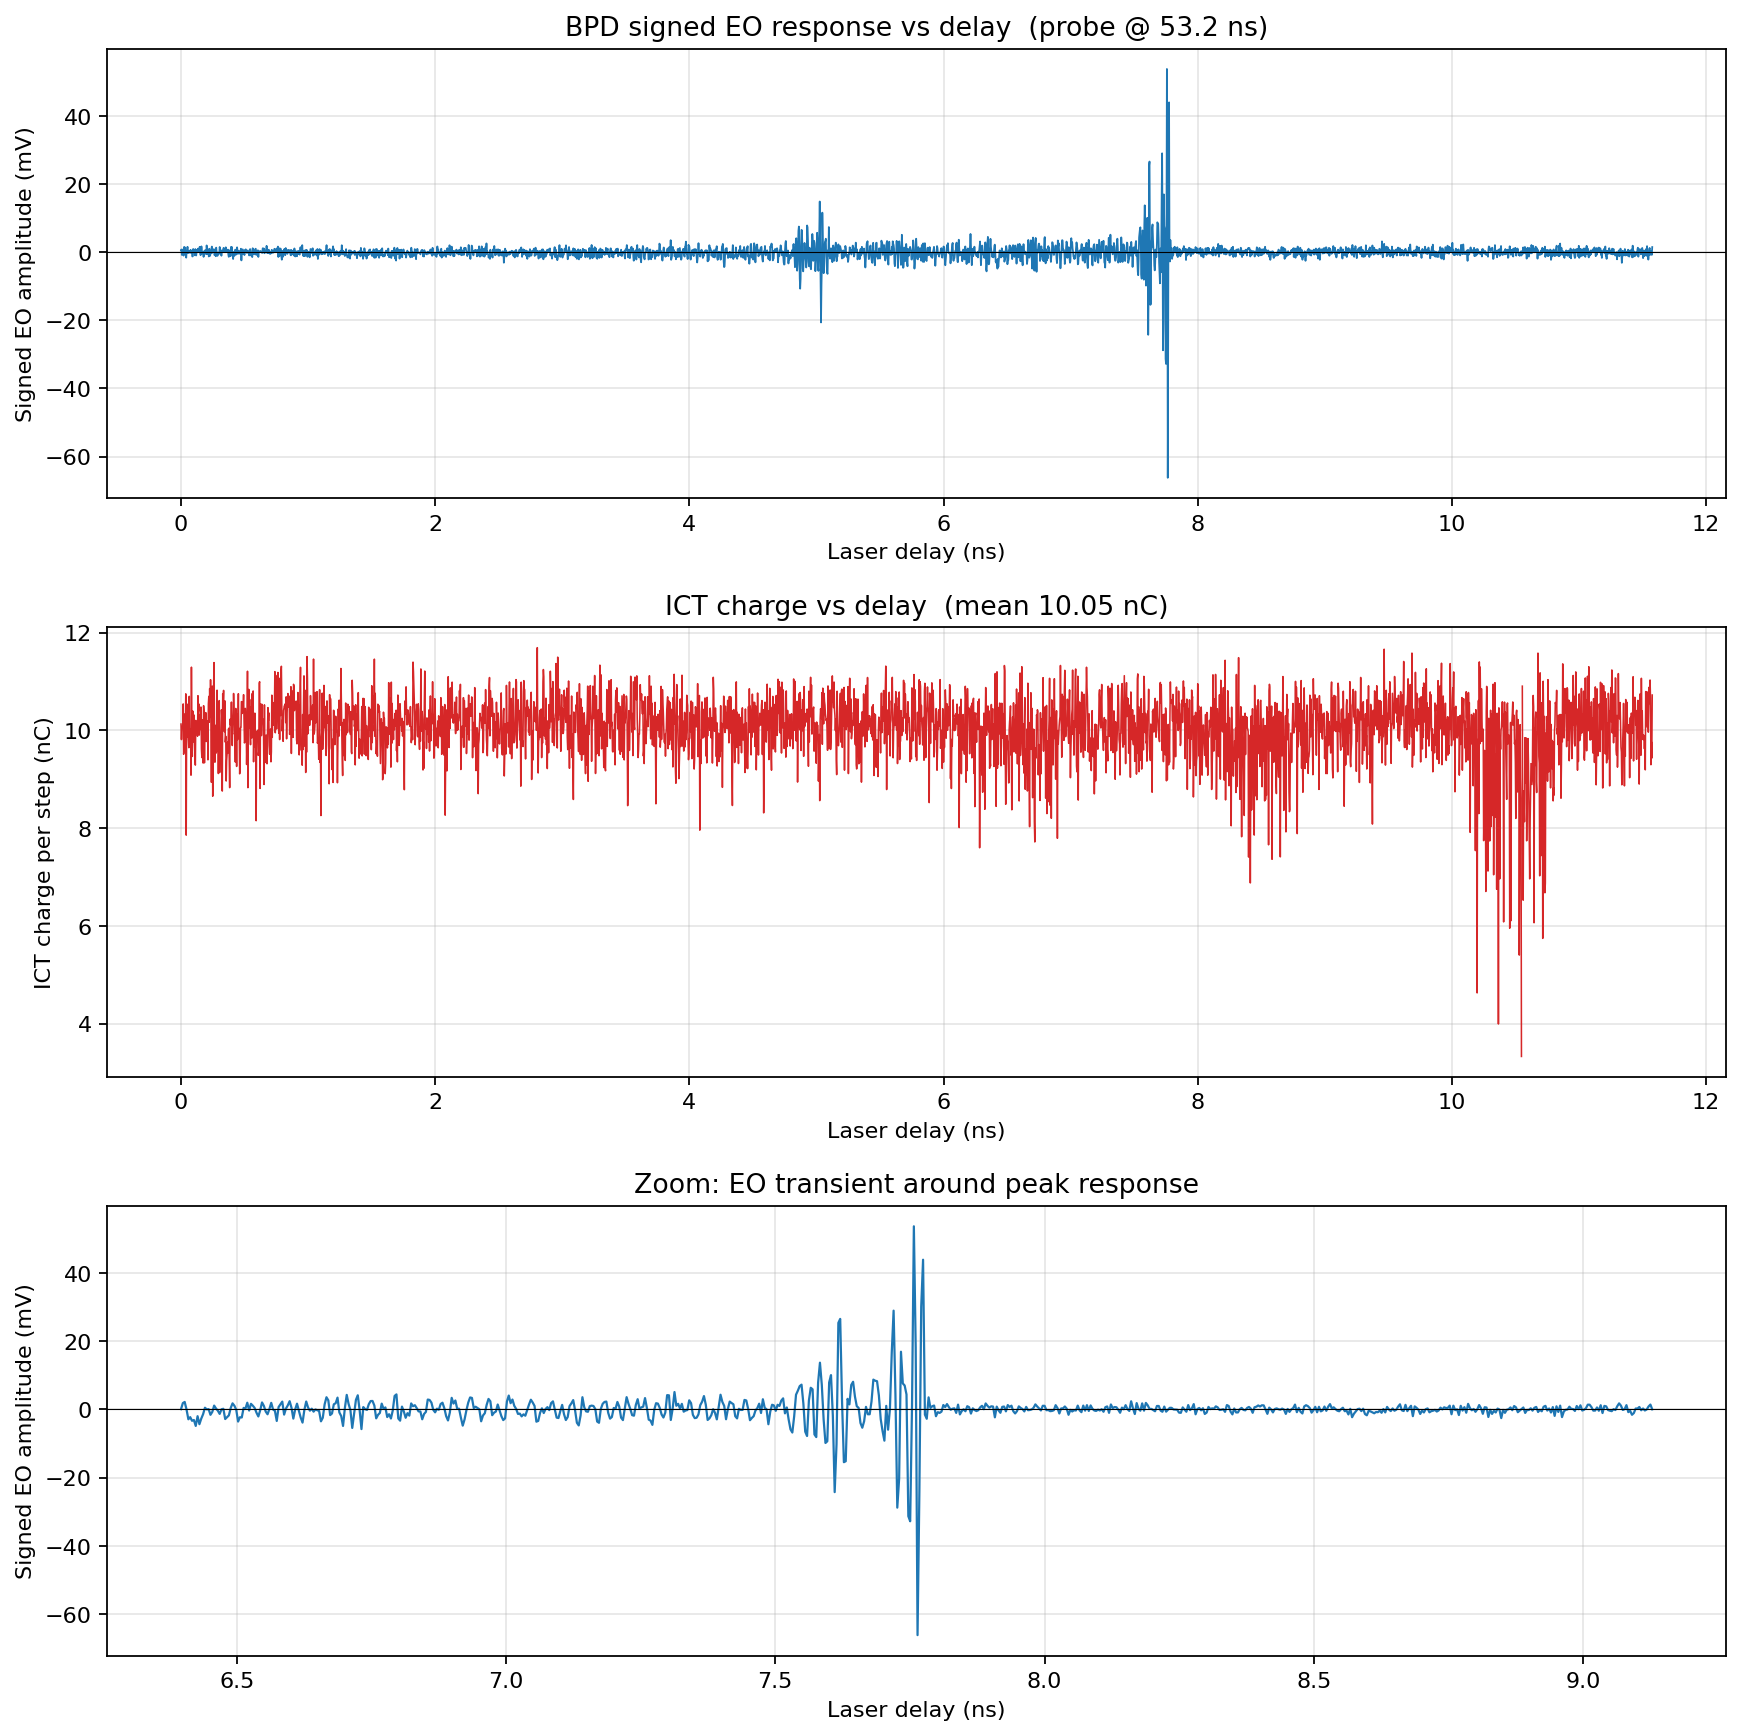 BPD signed EO response vs delay  (probe @ 53.2 ns)
Signed EO amplitude (mV)
40
20
0
−20
−40
−60
0 2 4 6 8 10 12
Laser delay (ns)
ICT charge vs delay  (mean 10.05 nC)
ICT charge per step (nC)
12
10
8
6
4
0 2 4 6 8 10 12
Laser delay (ns)
Zoom: EO transient around peak response
Signed EO amplitude (mV)
40
20
0
−20
−40
−60
6.5 7.0 7.5 8.0 8.5 9.0
Laser delay (ns)